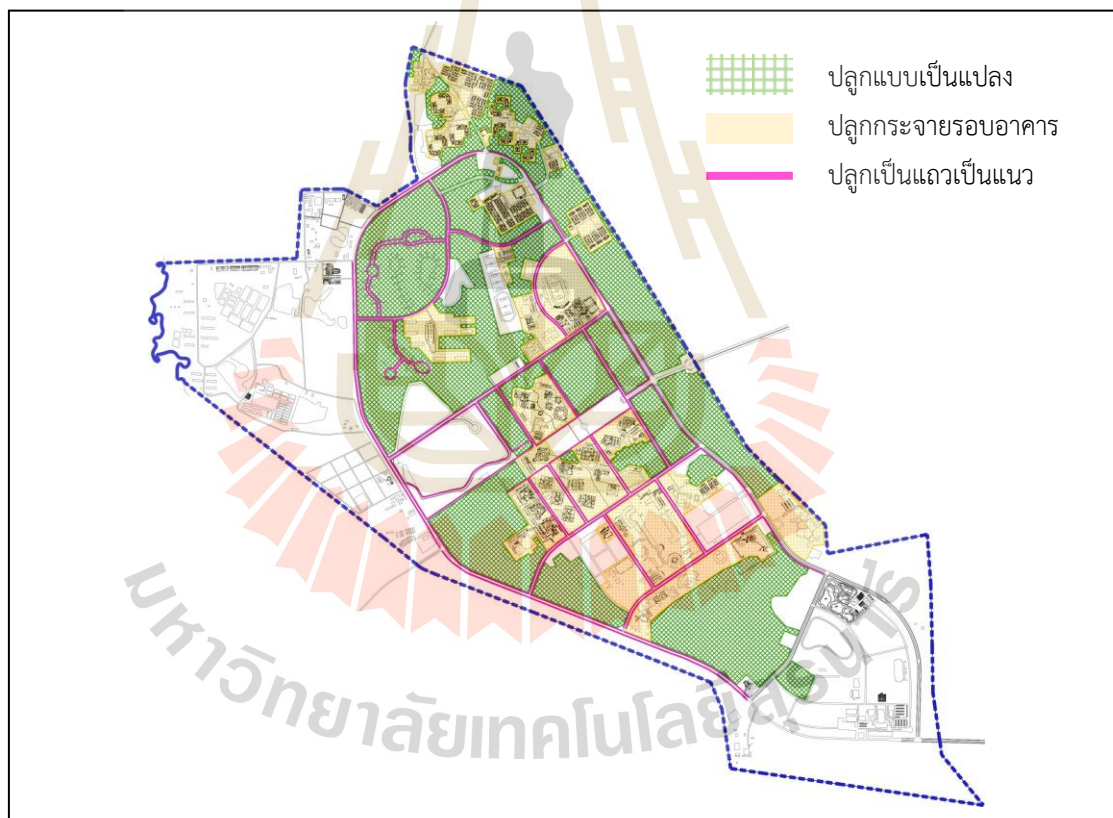 ปลูกแบบเป็นแปลง
ปลูกกระจายรอบอาคาร
ปลูกเป็นแถวเป็นแนว
มหาวิทยาลัยเทคโนโลยีสุรนารี